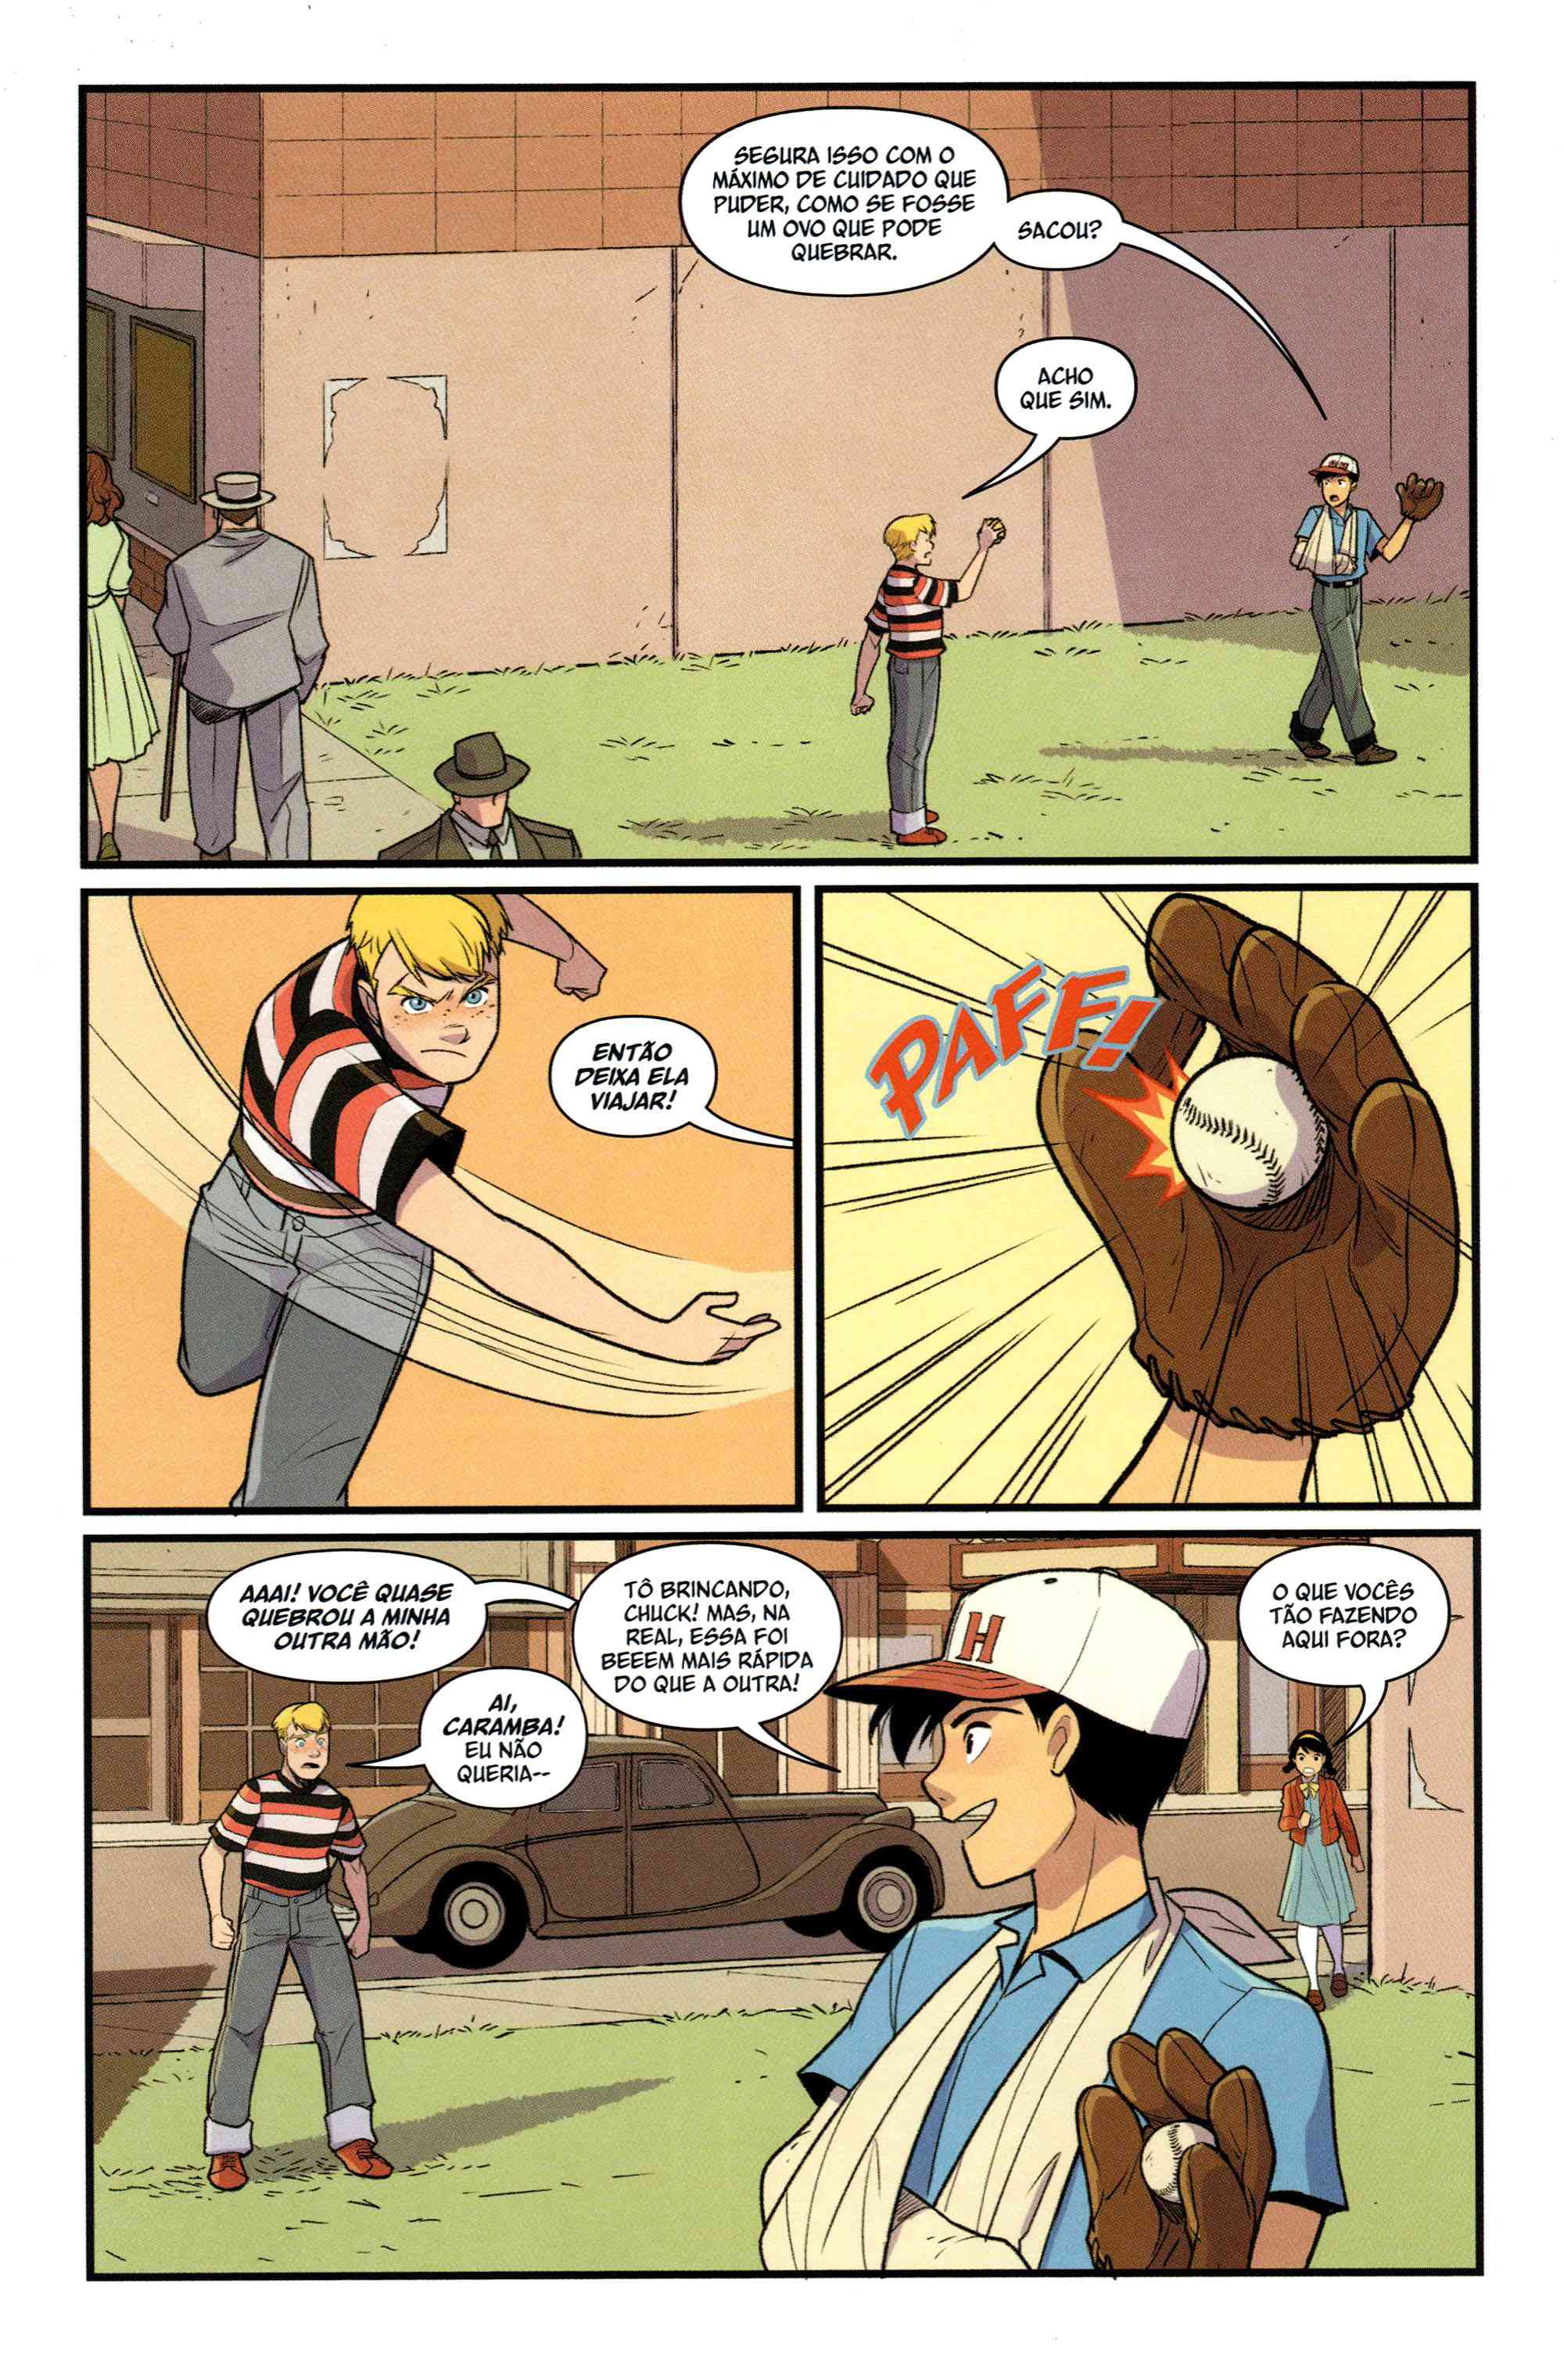 SEGURA ISSO COM O
MÁXIMO DE CUIDADO QUE
PUDER, COMO SE FOSSE
UM OVO QUE PODE
QUEBRAR.
SACOU?
ACHO
QUE SIM.
ENTÃO
DEIXA ELA
VIAJAR!
PAFF!
AAAI! VOCÊ QUASE
QUEBROU A MINHA
OUTRA MÃO!
AI,
CARAMBA!
EU NÃO
QUERIA--
TÔ BRINCANDO,
CHUCK! MAS, NA
REAL, ESSA FOI
BEEEM MAIS RÁPIDA
DO QUE A OUTRA!
H
O QUE VOCÊS
TÃO FAZENDO
AQUI FORA?